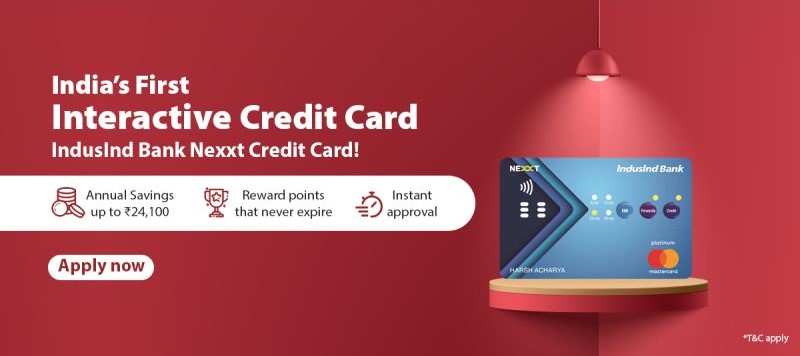 India's First
Interactive Credit Card
IndusInd Bank Nexxt Credit Card!
Annual Savings
up to ₹24,100
Reward points
that never expire
Instant
approval
Apply now
NEXXT
IndusInd Bank
EMI
Rewards
Credit
platinum
mastercard
HARSH ACHARYA
*T&C apply